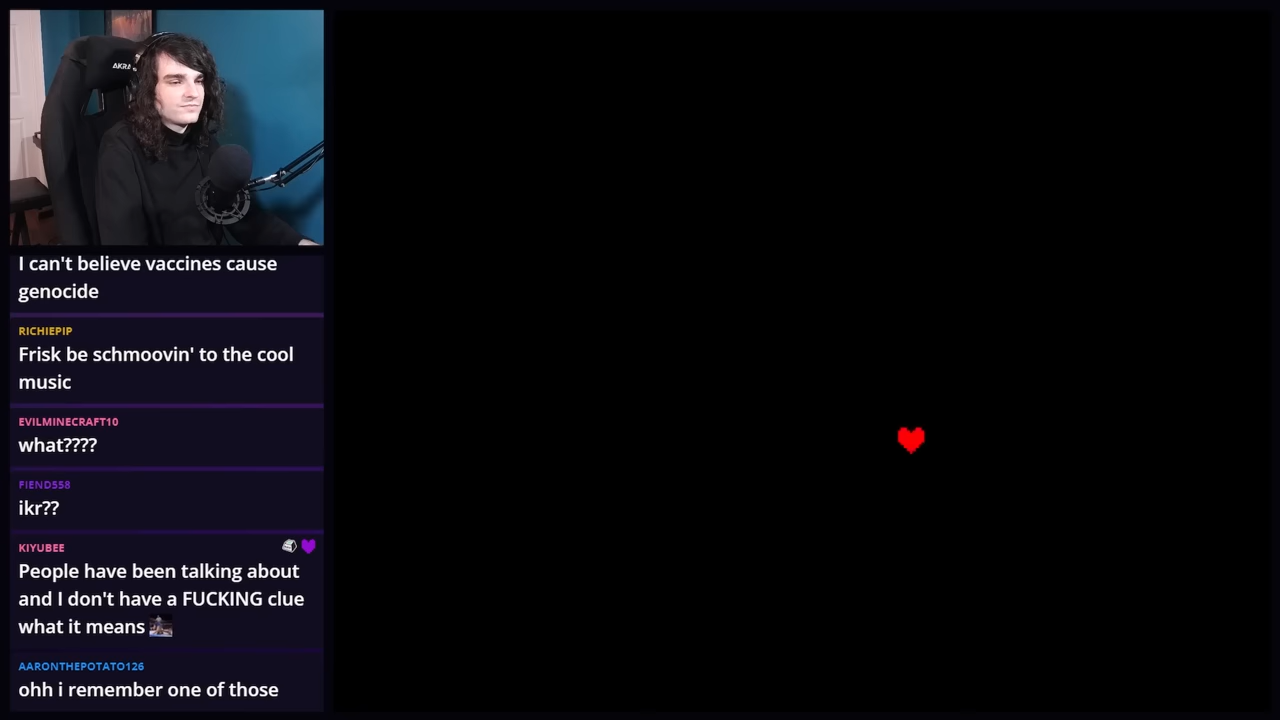 AKRA
I can't believe vaccines cause
genocide
RICHIEPIP
Frisk be schmoovin' to the cool
music
EVILMINECRAFT10
what????
FIEND558
ikr??
KIYUBEE
People have been talking about
and I don't have a FUCKING clue
what it means
AARONTHEPOTATO126
ohh i remember one of those